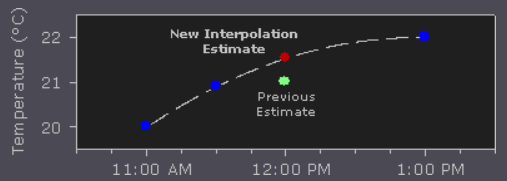 Temperature (°C)
22
21
20
New Interpolation
Estimate
Previous
Estimate
11:00 AM
12:00 PM
1:00 PM